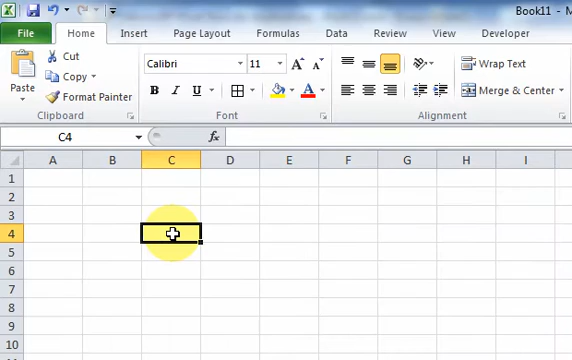 Book11 - M
File Home Insert Page Layout Formulas Data Review View Developer
Cut
Copy
Format Painter
Paste
Clipboard
Calibri 11
B I U
Font
Wrap Text
Merge & Center
Alignment
C4 fx
A B C D E F G H I
1
2
3
4
5
6
7
8
9
10